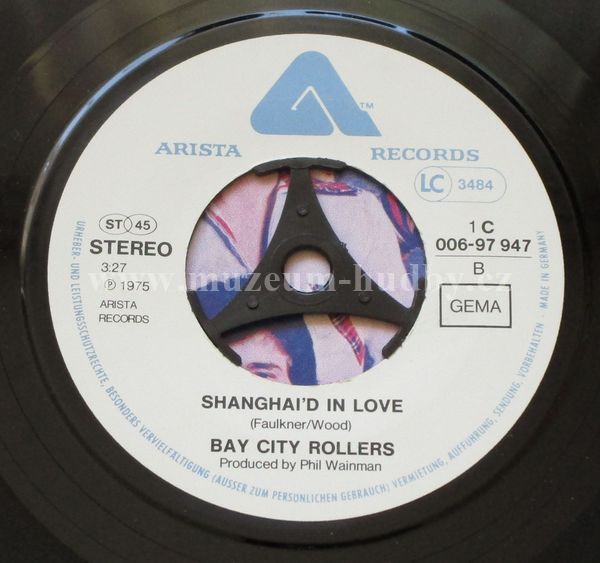 TM
ARISTA RECORDS
LC 3484
ST 45
STEREO
3:27
Ⓟ 1975
ARISTA
RECORDS
1 C
006-97 947
B
GEMA
www.muzeum-hudby.cz
SHANGHAI'D IN LOVE
(Faulkner/Wood)
BAY CITY ROLLERS
Produced by Phil Wainman
URHEBER- UND LEISTUNGSSCHUTZRECHTE, BESONDERS VERVIELFÄLTIGUNG (AUSSER ZUM PERSÖNLICHEN GEBRAUCH) VERMIETUNG, AUFFÜHRUNG, SENDUNG, VORBEHALTEN · MADE IN GERMANY